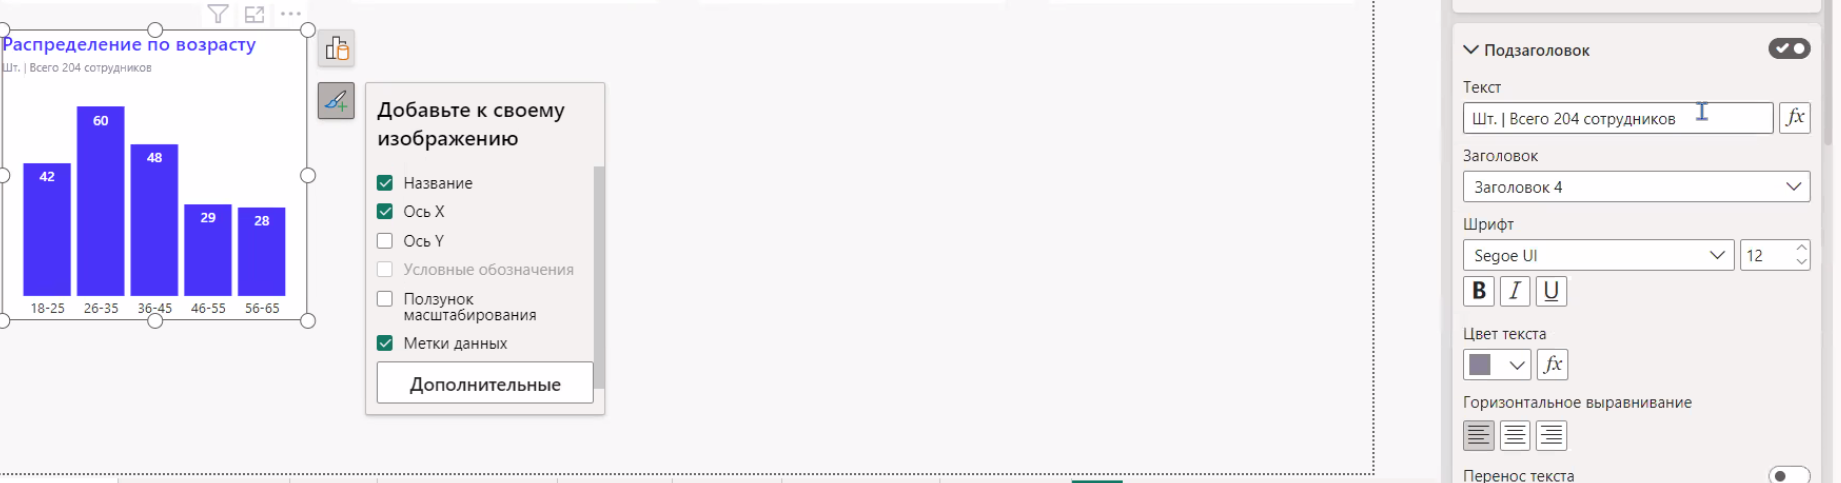 Распределение по возрасту
Шт. | Всего 204 сотрудников
60
48
42
29
28
18-25 26-35 36-45 46-55 56-65
Добавьте к своему
изображению
Название
Ось X
Ось Y
Условные обозначения
Ползунок
масштабирования
Метки данных
Дополнительные
Подзаголовок
Текст
Шт. | Всего 204 сотрудников
fx
Заголовок
Заголовок 4
Шрифт
Segoe UI 12
B I U
Цвет текста
fx
Горизонтальное выравнивание
Перенос текста